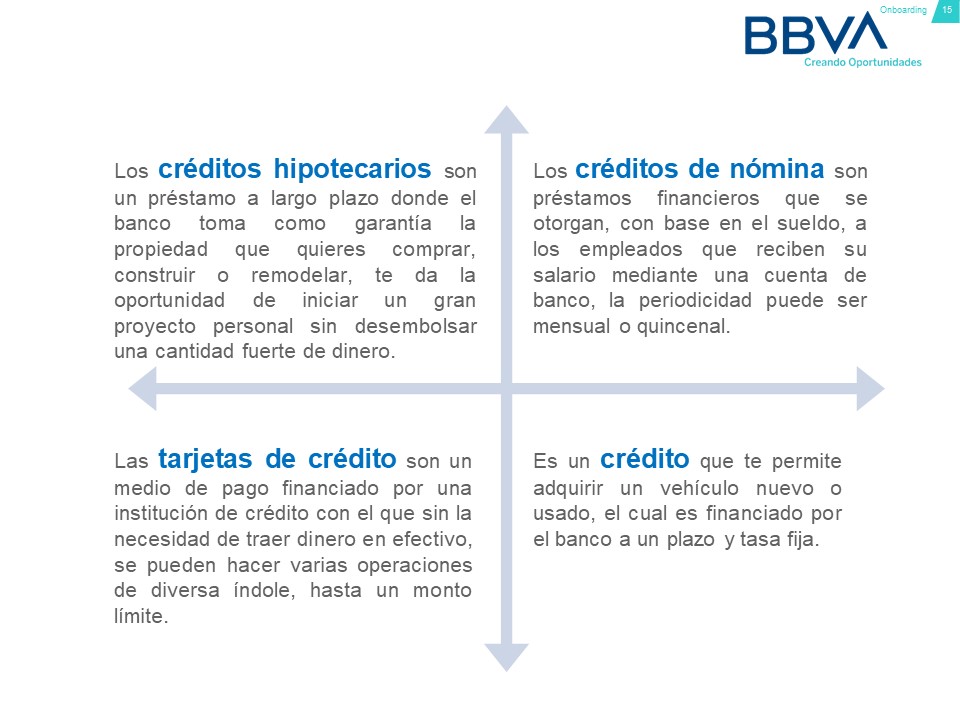 Onboarding 15
BBVA
Creando Oportunidades
Los créditos hipotecarios son
un préstamo a largo plazo donde el
banco toma como garantía la
propiedad que quieres comprar,
construir o remodelar, te da la
oportunidad de iniciar un gran
proyecto personal sin desembolsar
una cantidad fuerte de dinero.
Los créditos de nómina son
préstamos financieros que se
otorgan, con base en el sueldo, a
los empleados que reciben su
salario mediante una cuenta de
banco, la periodicidad puede ser
mensual o quincenal.
Las tarjetas de crédito son un
medio de pago financiado por una
institución de crédito con el que sin la
necesidad de traer dinero en efectivo,
se pueden hacer varias operaciones
de diversa índole, hasta un monto
límite.
Es un crédito que te permite
adquirir un vehículo nuevo o
usado, el cual es financiado por
el banco a un plazo y tasa fija.